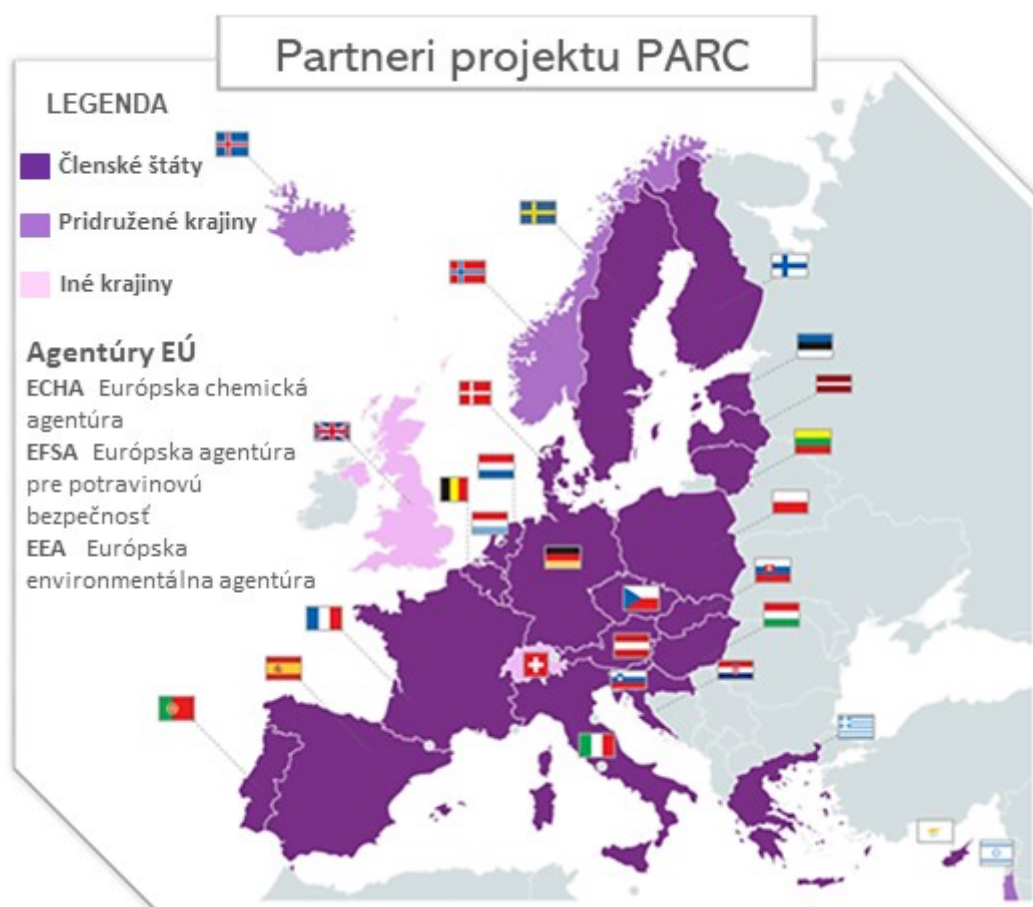 Partneri projektu PARC
LEGENDA
Členské štáty
Pridružené krajiny
Iné krajiny
Agentúry EÚ
ECHA Európska chemická
agentúra
EFSA Európska agentúra
pre potravinovú
bezpečnosť
EEA Európska
environmentálna agentúra